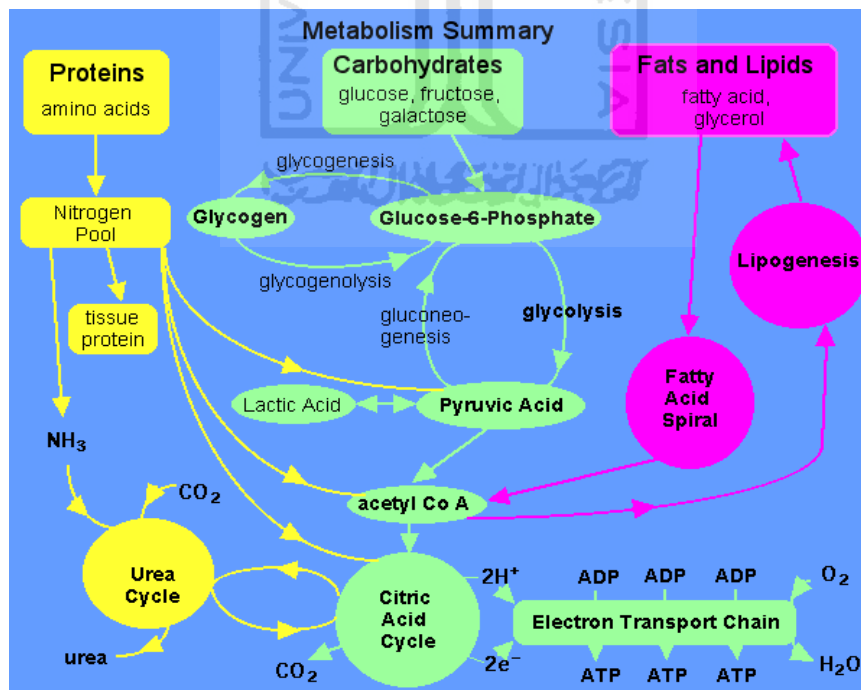 Metabolism Summary
Proteins
amino acids
Carbohydrates
glucose, fructose,
galactose
Fats and Lipids
fatty acid,
glycerol
glycogenesis
Nitrogen
Pool
Glycogen
Glucose-6-Phosphate
Lipogenesis
glycogenolysis
tissue
protein
gluconeo-
genesis
glycolysis
Fatty
Acid
Spiral
Lactic Acid
Pyruvic Acid
NH₃
CO₂
acetyl Co A
Urea
Cycle
Citric
Acid
Cycle
2H⁺
ADP ADP ADP
O₂
Electron Transport Chain
urea
CO₂
2e⁻
ATP ATP ATP
H₂O
UNIV
ESIA